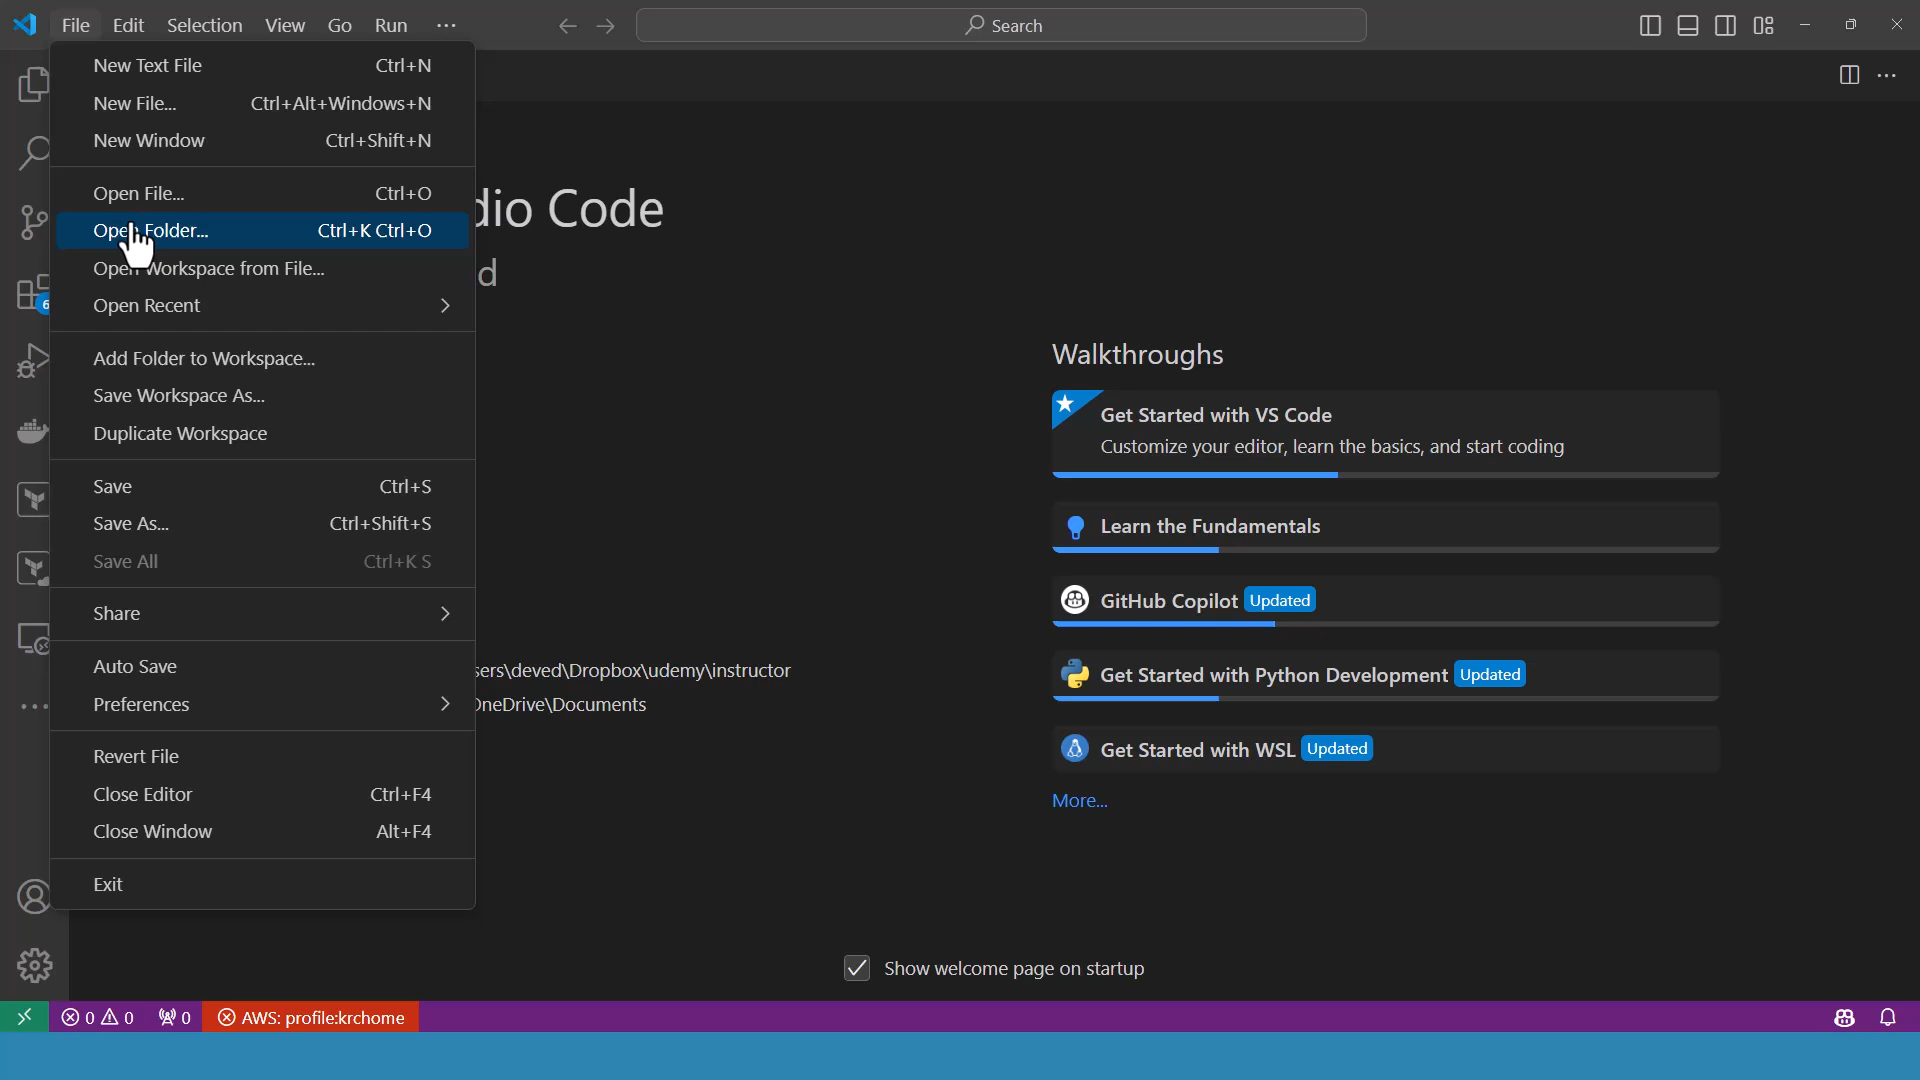 File Edit Selection View Go Run ···
Search
New Text File Ctrl+N
New File... Ctrl+Alt+Windows+N
New Window Ctrl+Shift+N
Open File... Ctrl+O
Open Folder... Ctrl+K Ctrl+O
Open Workspace from File...
Open Recent
Add Folder to Workspace...
Save Workspace As...
Duplicate Workspace
Save Ctrl+S
Save As... Ctrl+Shift+S
Save All Ctrl+K S
Share
Auto Save
Preferences
Revert File
Close Editor Ctrl+F4
Close Window Alt+F4
Exit
6
dio Code
d
sers\deved\Dropbox\udemy\instructor
OneDrive\Documents
Walkthroughs
Get Started with VS Code
Customize your editor, learn the basics, and start coding
Learn the Fundamentals
GitHub Copilot Updated
Get Started with Python Development Updated
Get Started with WSL Updated
More...
Show welcome page on startup
0 0 0 AWS: profile:krchome